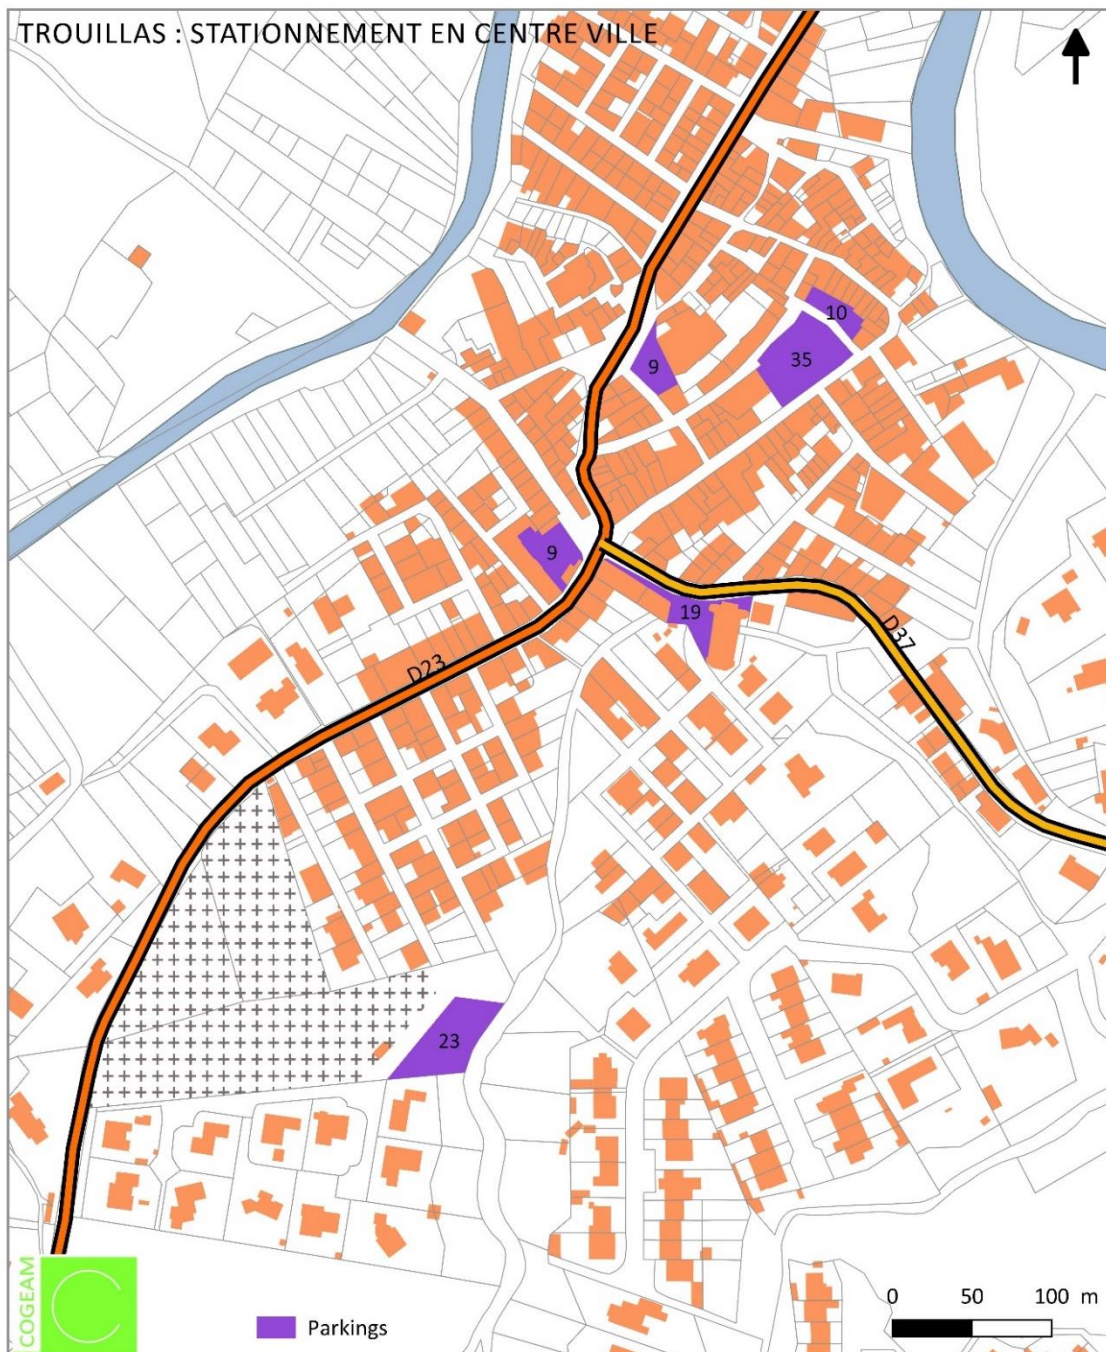 TROUILLAS : STATIONNEMENT EN CENTRE VILLE
10
35
9
9
19
D37
D23
23
COGEAM
Parkings
0 50 100 m